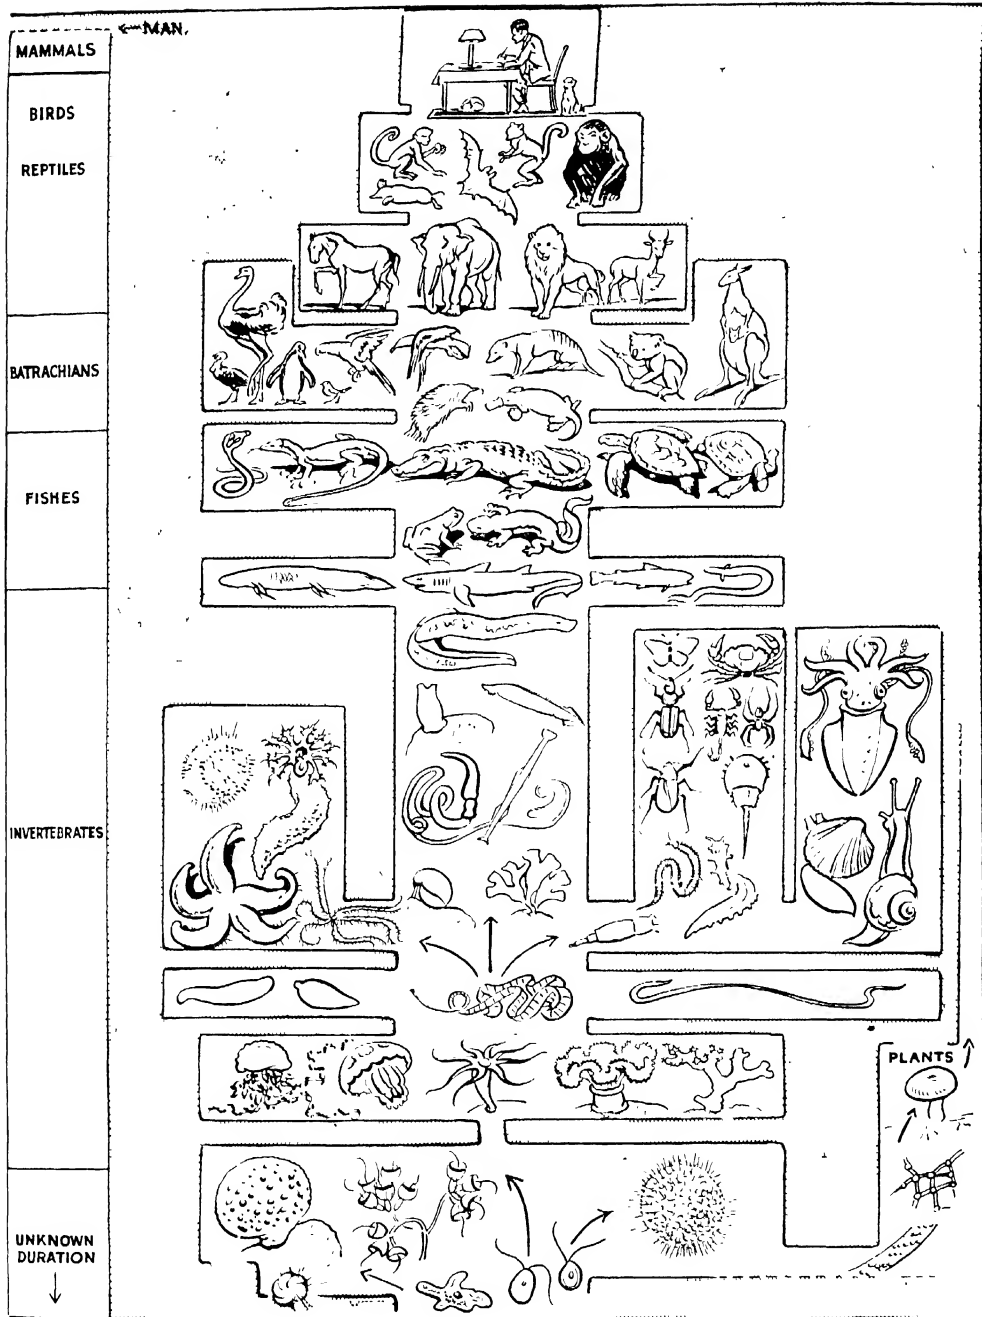 ←MAN.
MAMMALS
BIRDS
REPTILES
BATRACHIANS
FISHES
INVERTEBRATES
PLANTS
UNKNOWN
DURATION